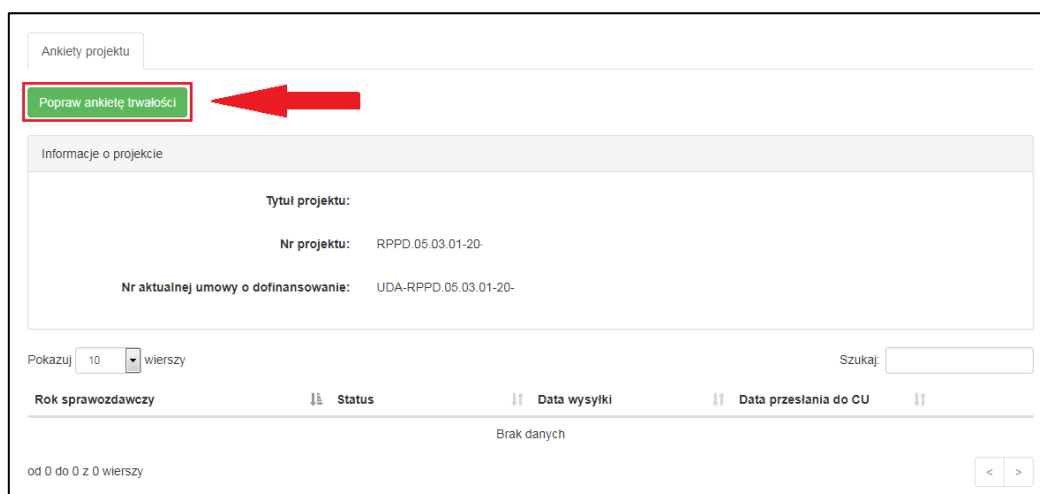 Ankiety projektu
Popraw ankietę trwałości
Informacje o projekcie
Tytuł projektu:
Nr projektu: RPPD.05.03.01-20-
Nr aktualnej umowy o dofinansowanie: UDA-RPPD.05.03.01-20-
Pokazuj 10 wierszy Szukaj:
Rok sprawozdawczy Status Data wysyłki Data przesłania do CU
Brak danych
od 0 do 0 z 0 wierszy < >